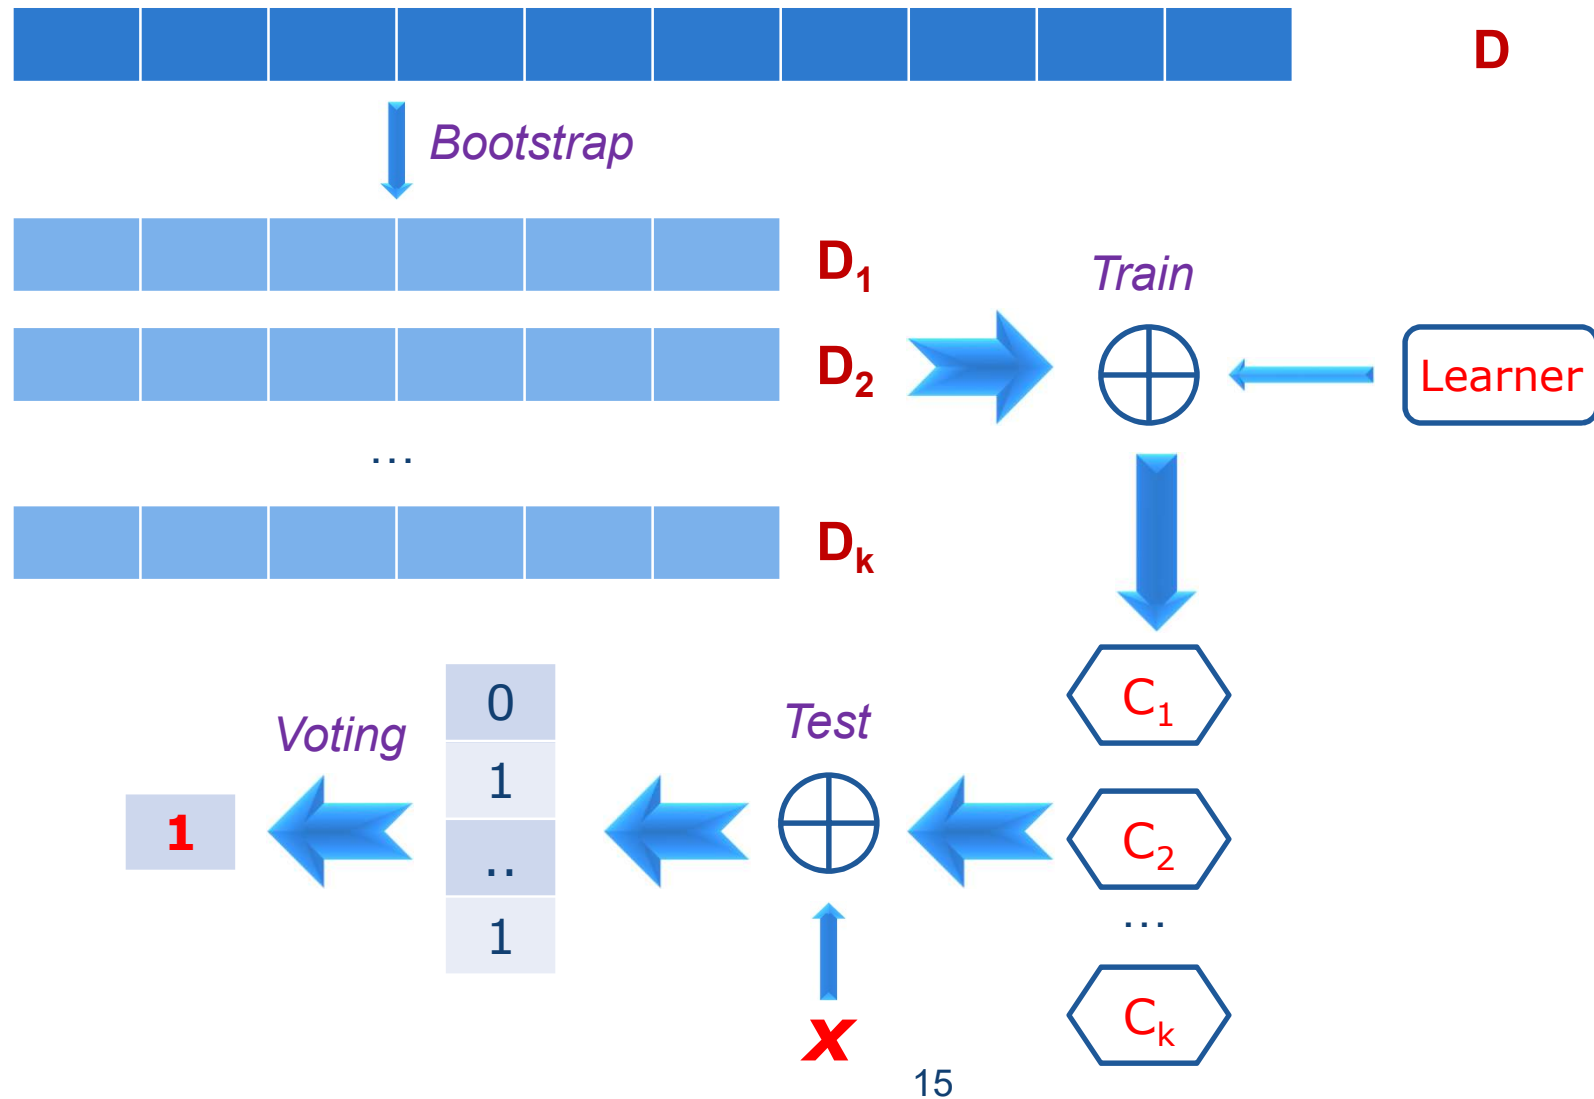 D
Bootstrap
D1
Train
D2
Learner
...
Dk
C1
0
Voting
Test
1
1
C2
..
...
1
x
Ck
15